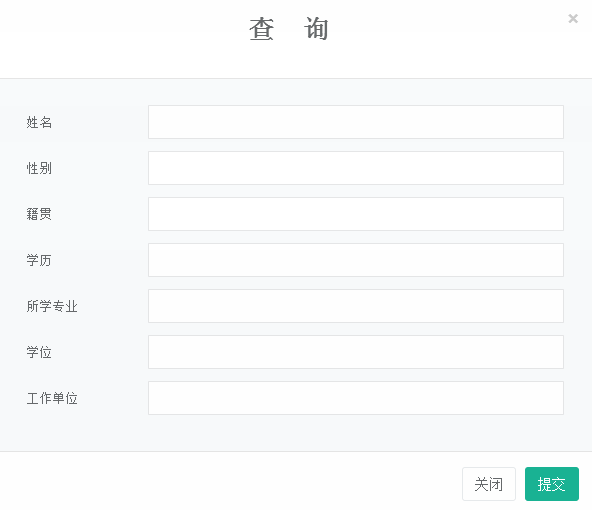 查 询
×
姓名
性别
籍贯
学历
所学专业
学位
工作单位
关闭 提交